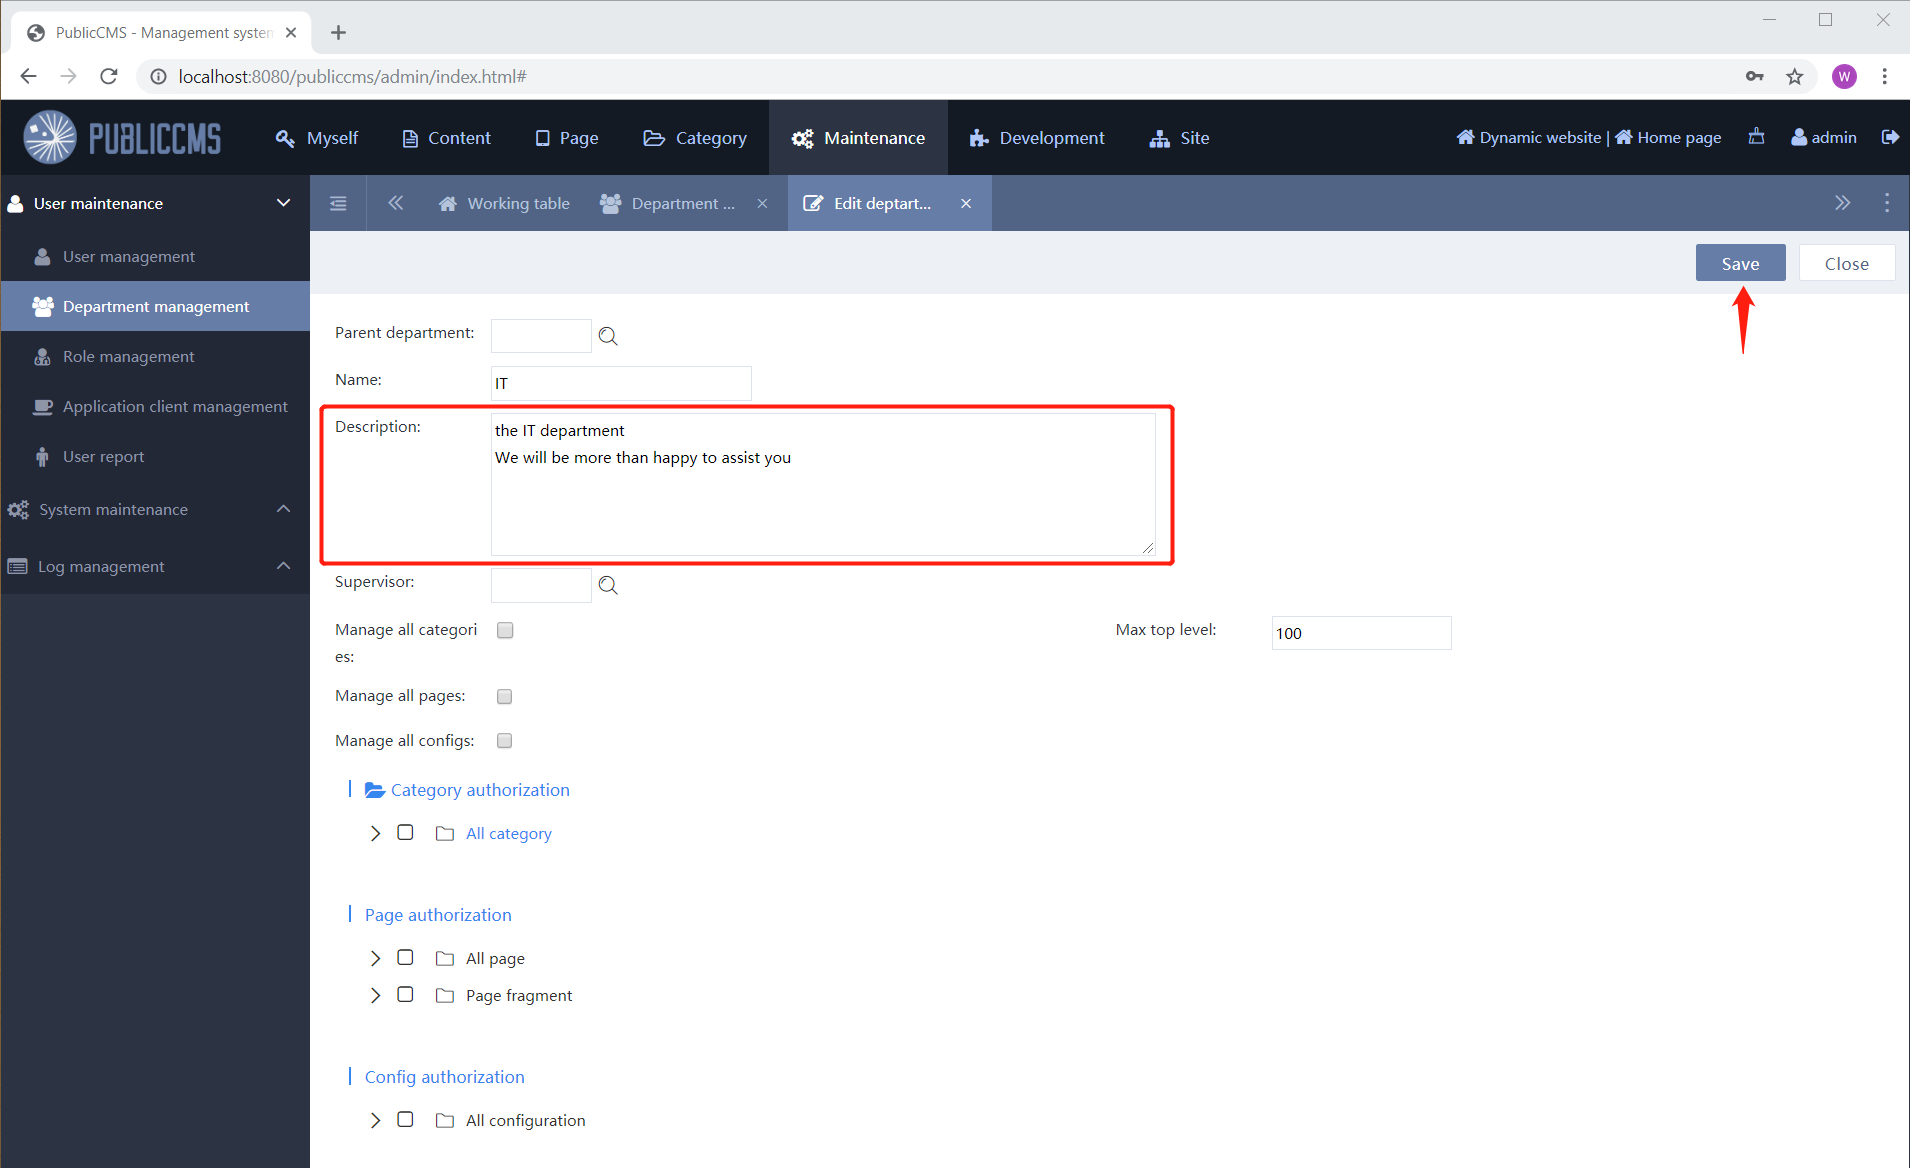 PublicCMS - Management system
localhost:8080/publiccms/admin/index.html#
W
PUBLICCMS
Myself
Content
Page
Category
Maintenance
Development
Site
Dynamic website | Home page
admin
User maintenance
Working table
Department ...
Edit deptart...
User management
Department management
Role management
Application client management
User report
System maintenance
Log management
Save
Close
Parent department:
Name:
IT
Description:
the IT department
We will be more than happy to assist you
Supervisor:
Manage all categori
es:
Max top level:
100
Manage all pages:
Manage all configs:
Category authorization
All category
Page authorization
All page
Page fragment
Config authorization
All configuration